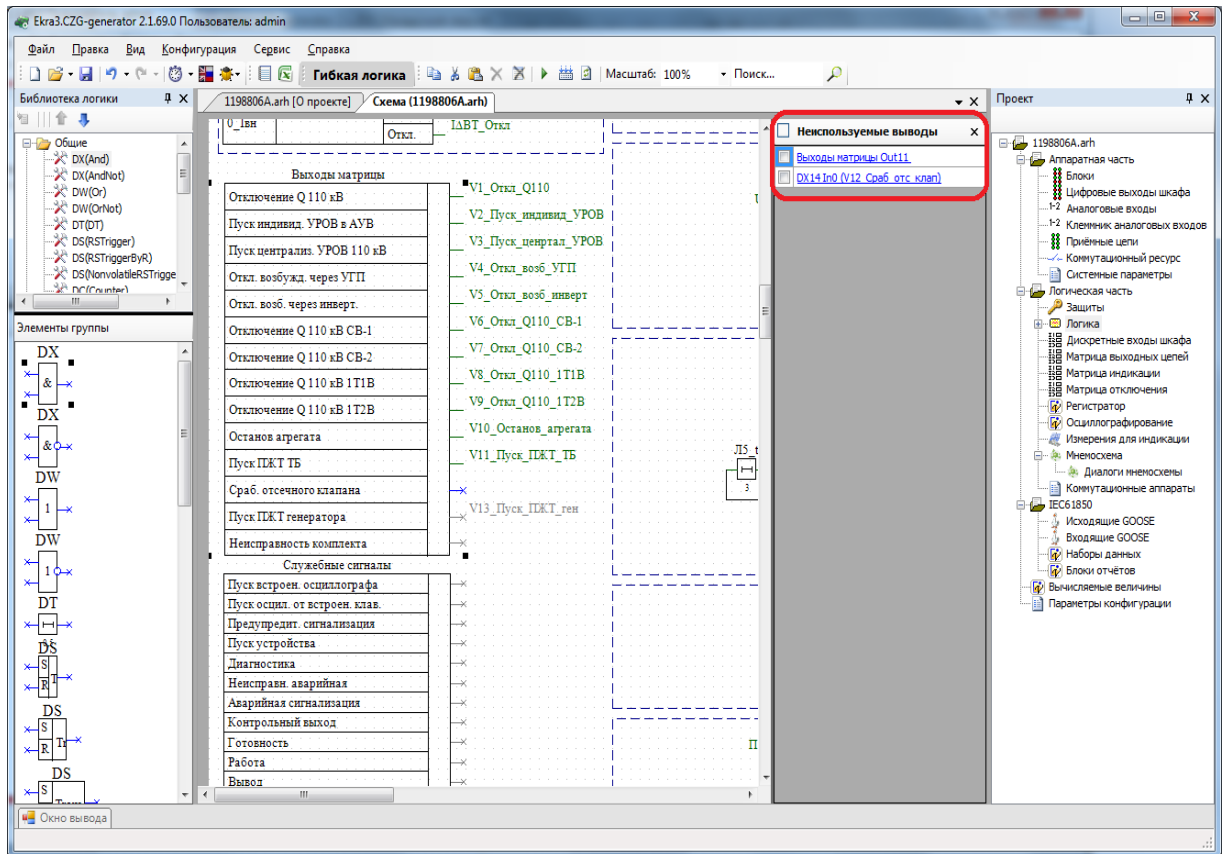 Ekra3.CZG-generator 2.1.69.0 Пользователь: admin
Файл Правка Вид Конфигурация Сервис Справка
Гибкая логика Масштаб: 100% Поиск...
Библиотека логики
Общие
DX(And)
DX(AndNot)
DW(Or)
DW(OrNot)
DT(DT)
DS(RSTrigger)
DS(RSTriggerByR)
DS(NonvolatileRSTrigge
DC(Counter)
Элементы группы
DX
&
DX
&
DW
1
DW
1
DT
DS
S
T
R
DS
S
R
DS
S
1198806A.arh [О проекте] Схема (1198806A.arh)
0_Iвн
Откл.
IΔВТ_Откл
Выходы матрицы
Отключение Q 110 кВ V1_Откл_Q110
Пуск индивид. УРОВ в АУВ V2_Пуск_индивид_УРОВ
Пуск централиз. УРОВ 110 кВ V3_Пуск_ценртал_УРОВ
Откл. возбужд. через УГП V4_Откл_возб_УГП
Откл. возб. через инверт. V5_Откл_возб_инверт
Отключение Q 110 кВ СВ-1 V6_Откл_Q110_СВ-1
Отключение Q 110 кВ СВ-2 V7_Откл_Q110_СВ-2
Отключение Q 110 кВ 1Т1В V8_Откл_Q110_1Т1В
Отключение Q 110 кВ 1Т2В V9_Откл_Q110_1Т2В
Останов агрегата V10_Останов_агрегата
Пуск ПЖТ ТБ V11_Пуск_ПЖТ_ТБ
Сраб. отсечного клапана
Пуск ПЖТ генератора V13_Пуск_ПЖТ_ген
Неисправность комплекта
Служебные сигналы
Пуск встроен. осциллографа
Пуск осцил. от встроен. клав.
Предупредит. сигнализация
Пуск устройства
Диагностика
Неисправн. аварийная
Аварийная сигнализация
Контрольный выход
Готовность
Работа
Вывод
Л5_t
3
П
Неиспользуемые выводы x
Выходы матрицы Out11
DX14 In0 (V12_Сраб_отс_клап)
Проект
1198806A.arh
Аппаратная часть
Блоки
Цифровые выходы шкафа
1-2 Аналоговые входы
1-2 Клеммник аналоговых входов
Приёмные цепи
Коммутационный ресурс
Системные параметры
Логическая часть
Защиты
Логика
Дискретные входы шкафа
Матрица выходных цепей
Матрица индикации
Матрица отключения
Регистратор
Осциллографирование
Измерения для индикации
Мнемосхема
Диалоги мнемосхемы
Коммутационные аппараты
IEC61850
Исходящие GOOSE
Входящие GOOSE
Наборы данных
Блоки отчётов
Вычисляемые величины
Параметры конфигурации
Окно вывода